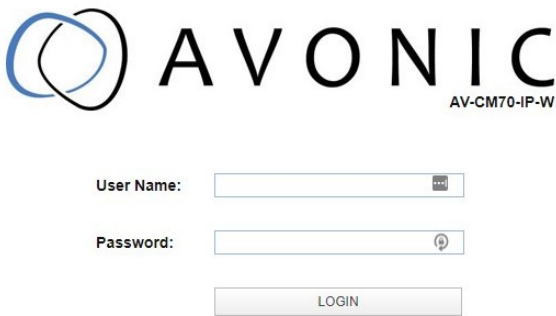 AVONIC
AV-CM70-IP-W
User Name:
Password:
LOGIN